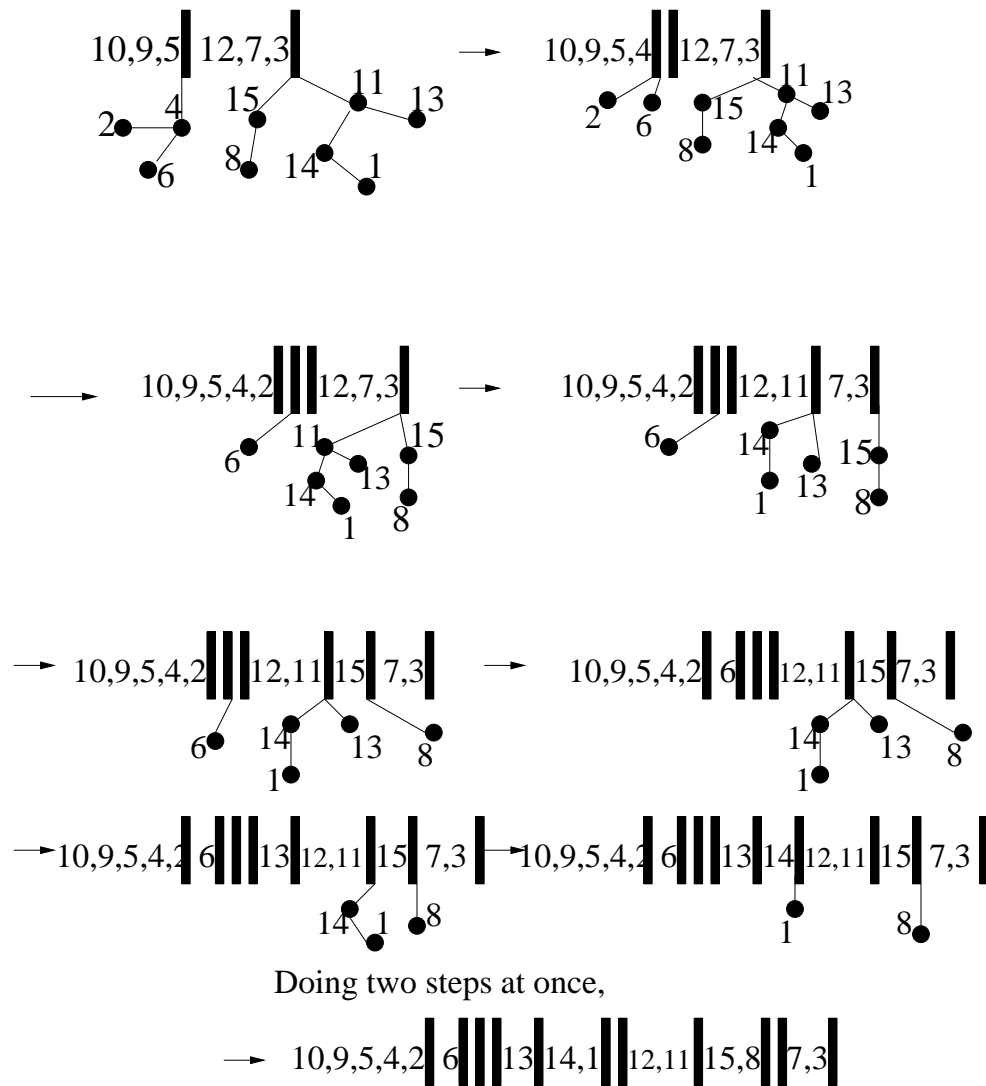 10,9,5 12,7,3 10,9,5,4 12,7,3
11 11
4 15 13 15 13
2 2 6
6 8 14 1 8 14
1
10,9,5,4,2 12,7,3 10,9,5,4,2 12,11 7,3
11 15 14 15
6 13 6 13
14 1 8 1 8
10,9,5,4,2 12,11 15 7,3 10,9,5,4,2 6 12,11 15 7,3
6 14 13 8 14 13 8
1 1
10,9,5,4,2 6 13 12,11 15 7,3 10,9,5,4,2 6 13 14 12,11 15 7,3
14 1 8 1 8
Doing two steps at once,
10,9,5,4,2 6 13 14,1 12,11 15,8 7,3